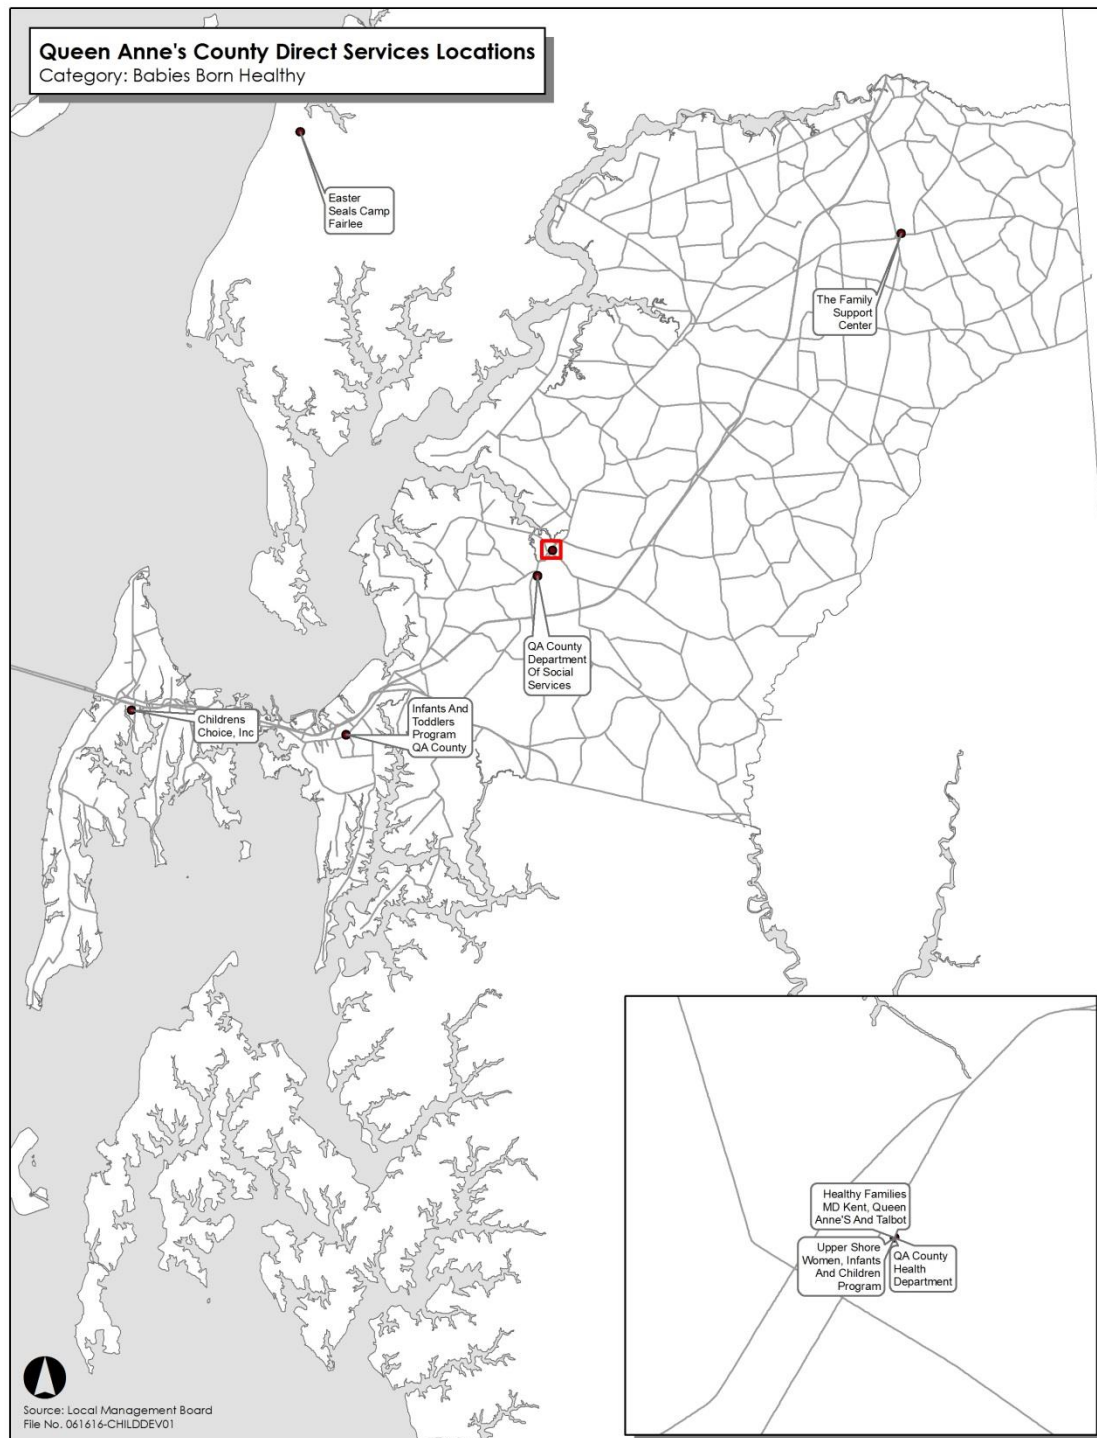 Queen Anne's County Direct Services Locations
Category: Babies Born Healthy
Easter
Seals Camp
Fairlee
The Family
Support
Center
QA County
Department
Of Social
Services
Childrens
Choice, Inc
Infants And
Toddlers
Program
QA County
Healthy Families
MD Kent, Queen
Anne'S And Talbot
Upper Shore
Women, Infants
And Children
Program
QA County
Health
Department
Source: Local Management Board
File No. 061616-CHILDDEV01